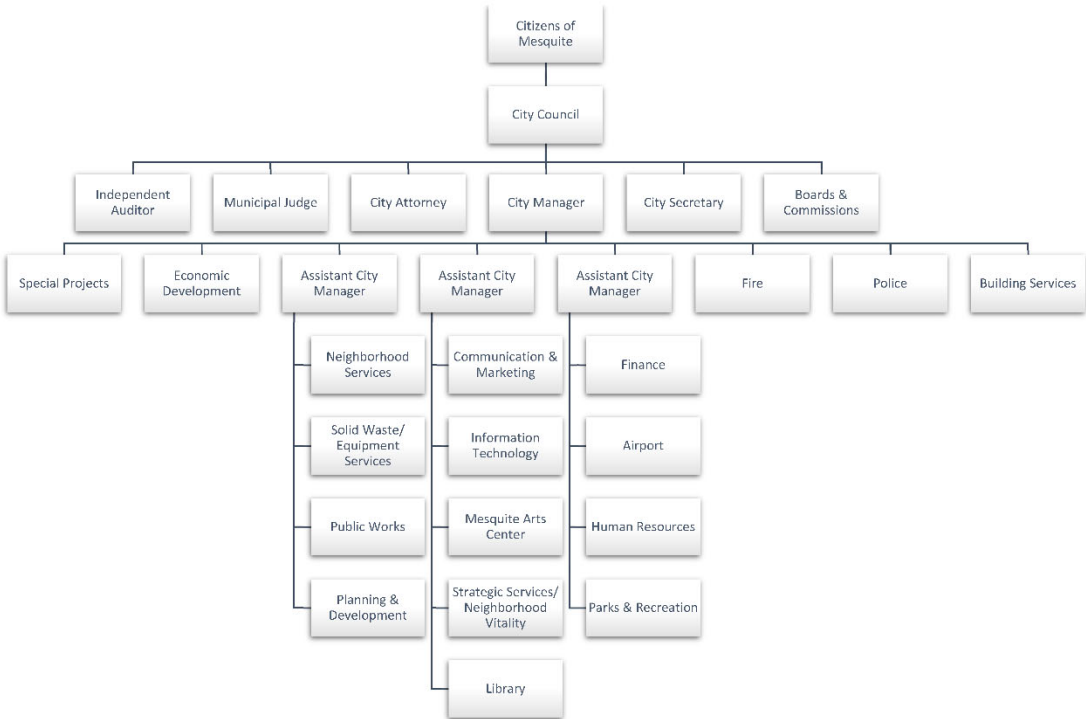 Citizens of
Mesquite
City Council
Independent
Auditor
Municipal Judge
City Attorney
City Manager
City Secretary
Boards &
Commissions
Special Projects
Economic
Development
Assistant City
Manager
Assistant City
Manager
Assistant City
Manager
Fire
Police
Building Services
Neighborhood
Services
Solid Waste/
Equipment
Services
Public Works
Planning &
Development
Communication &
Marketing
Information
Technology
Mesquite Arts
Center
Strategic Services/
Neighborhood
Vitality
Library
Finance
Airport
Human Resources
Parks & Recreation